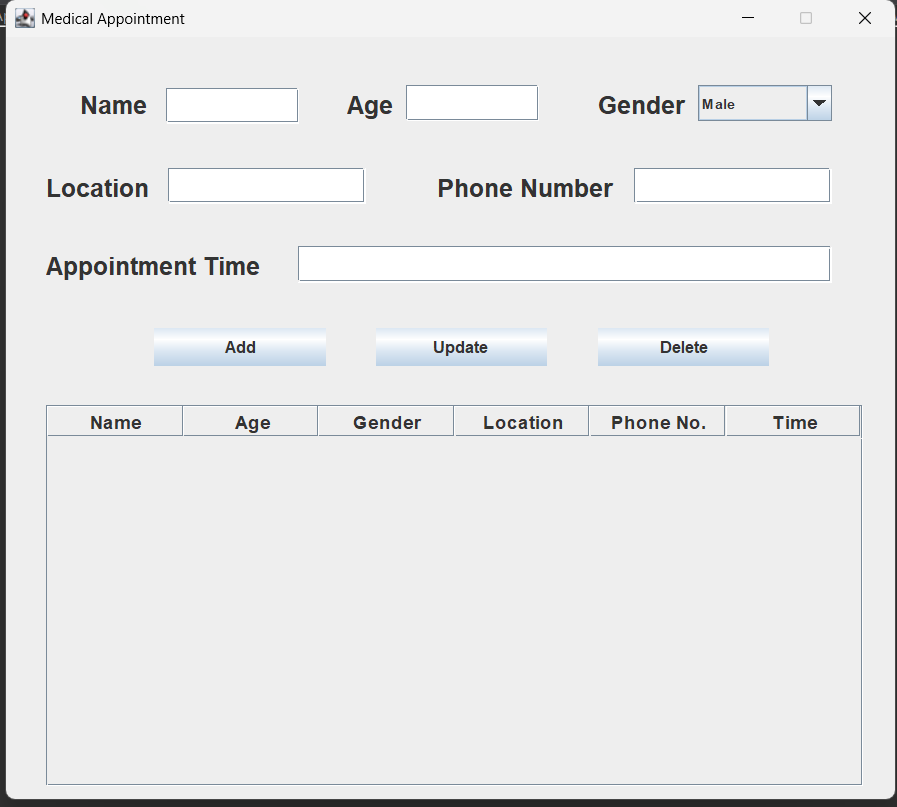 Medical Appointment
Name Age Gender Male
Location Phone Number
Appointment Time
Add Update Delete
Name Age Gender Location Phone No. Time